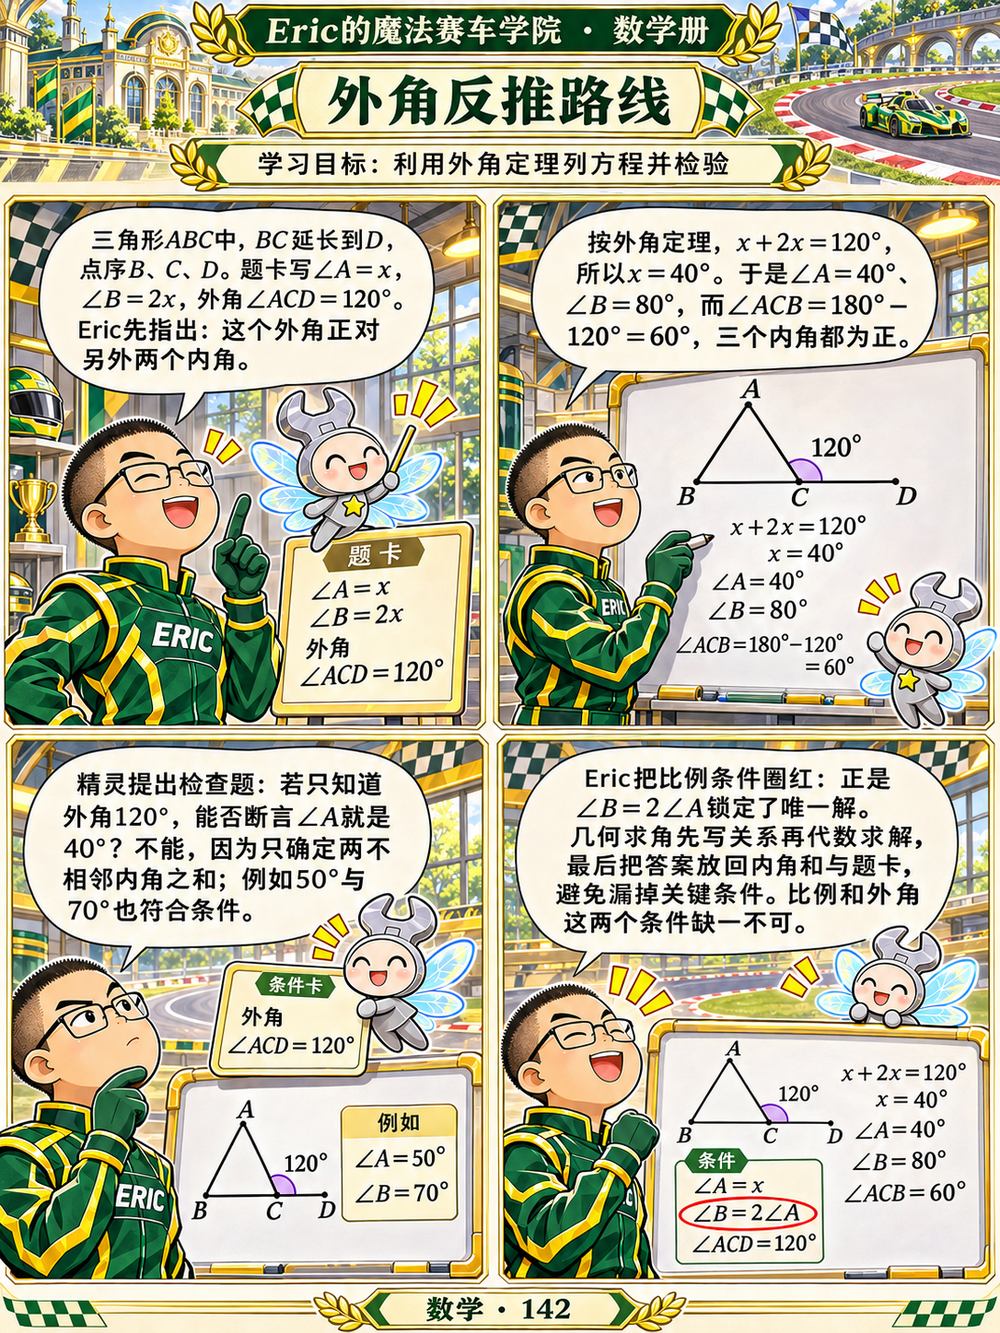 Eric的魔法赛车学院 · 数学册
外角反推路线
学习目标：利用外角定理列方程并检验
三角形ABC中，BC延长到D，
点序B、C、D。题卡写∠A=x，
∠B=2x，外角∠ACD=120°。
Eric先指出：这个外角正对
另外两个内角。
题卡
∠A=x
∠B=2x
外角
∠ACD=120°
ERIC
按外角定理，x+2x=120°，
所以x=40°。于是∠A=40°、
∠B=80°，而∠ACB=180°−
120°=60°，三个内角都为正。
A
120°
B
C
D
x+2x=120°
x=40°
∠A=40°
∠B=80°
∠ACB=180°−120°
=60°
ERIC
精灵提出检查题：若只知道
外角120°，能否断言∠A就是
40°？不能，因为只确定两不
相邻内角之和；例如50°与
70°也符合条件。
条件卡
外角
∠ACD=120°
A
120°
B
C
D
例如
∠A=50°
∠B=70°
ERIC
Eric把比例条件圈红：正是
∠B=2∠A锁定了唯一解。
几何求角先写关系再代数求解，
最后把答案放回内角和与题卡，
避免漏掉关键条件。比例和外角
这两个条件缺一不可。
A
120°
B
C
D
x+2x=120°
x=40°
∠A=40°
∠B=80°
∠ACB=60°
条件
∠A=x
∠B=2∠A
∠ACD=120°
ERIC
数学 · 142